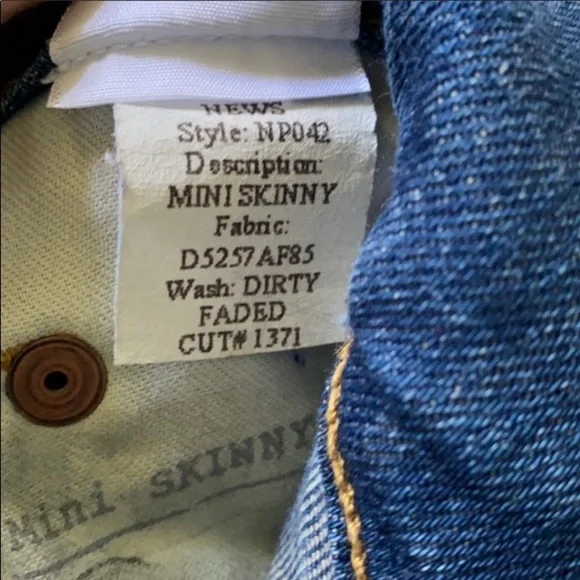 NEWS
Style: NP042
Description:
MINI SKINNY
Fabric:
D5257AF85
Wash: DIRTY
FADED
CUT# 1371
Mini SKINNY